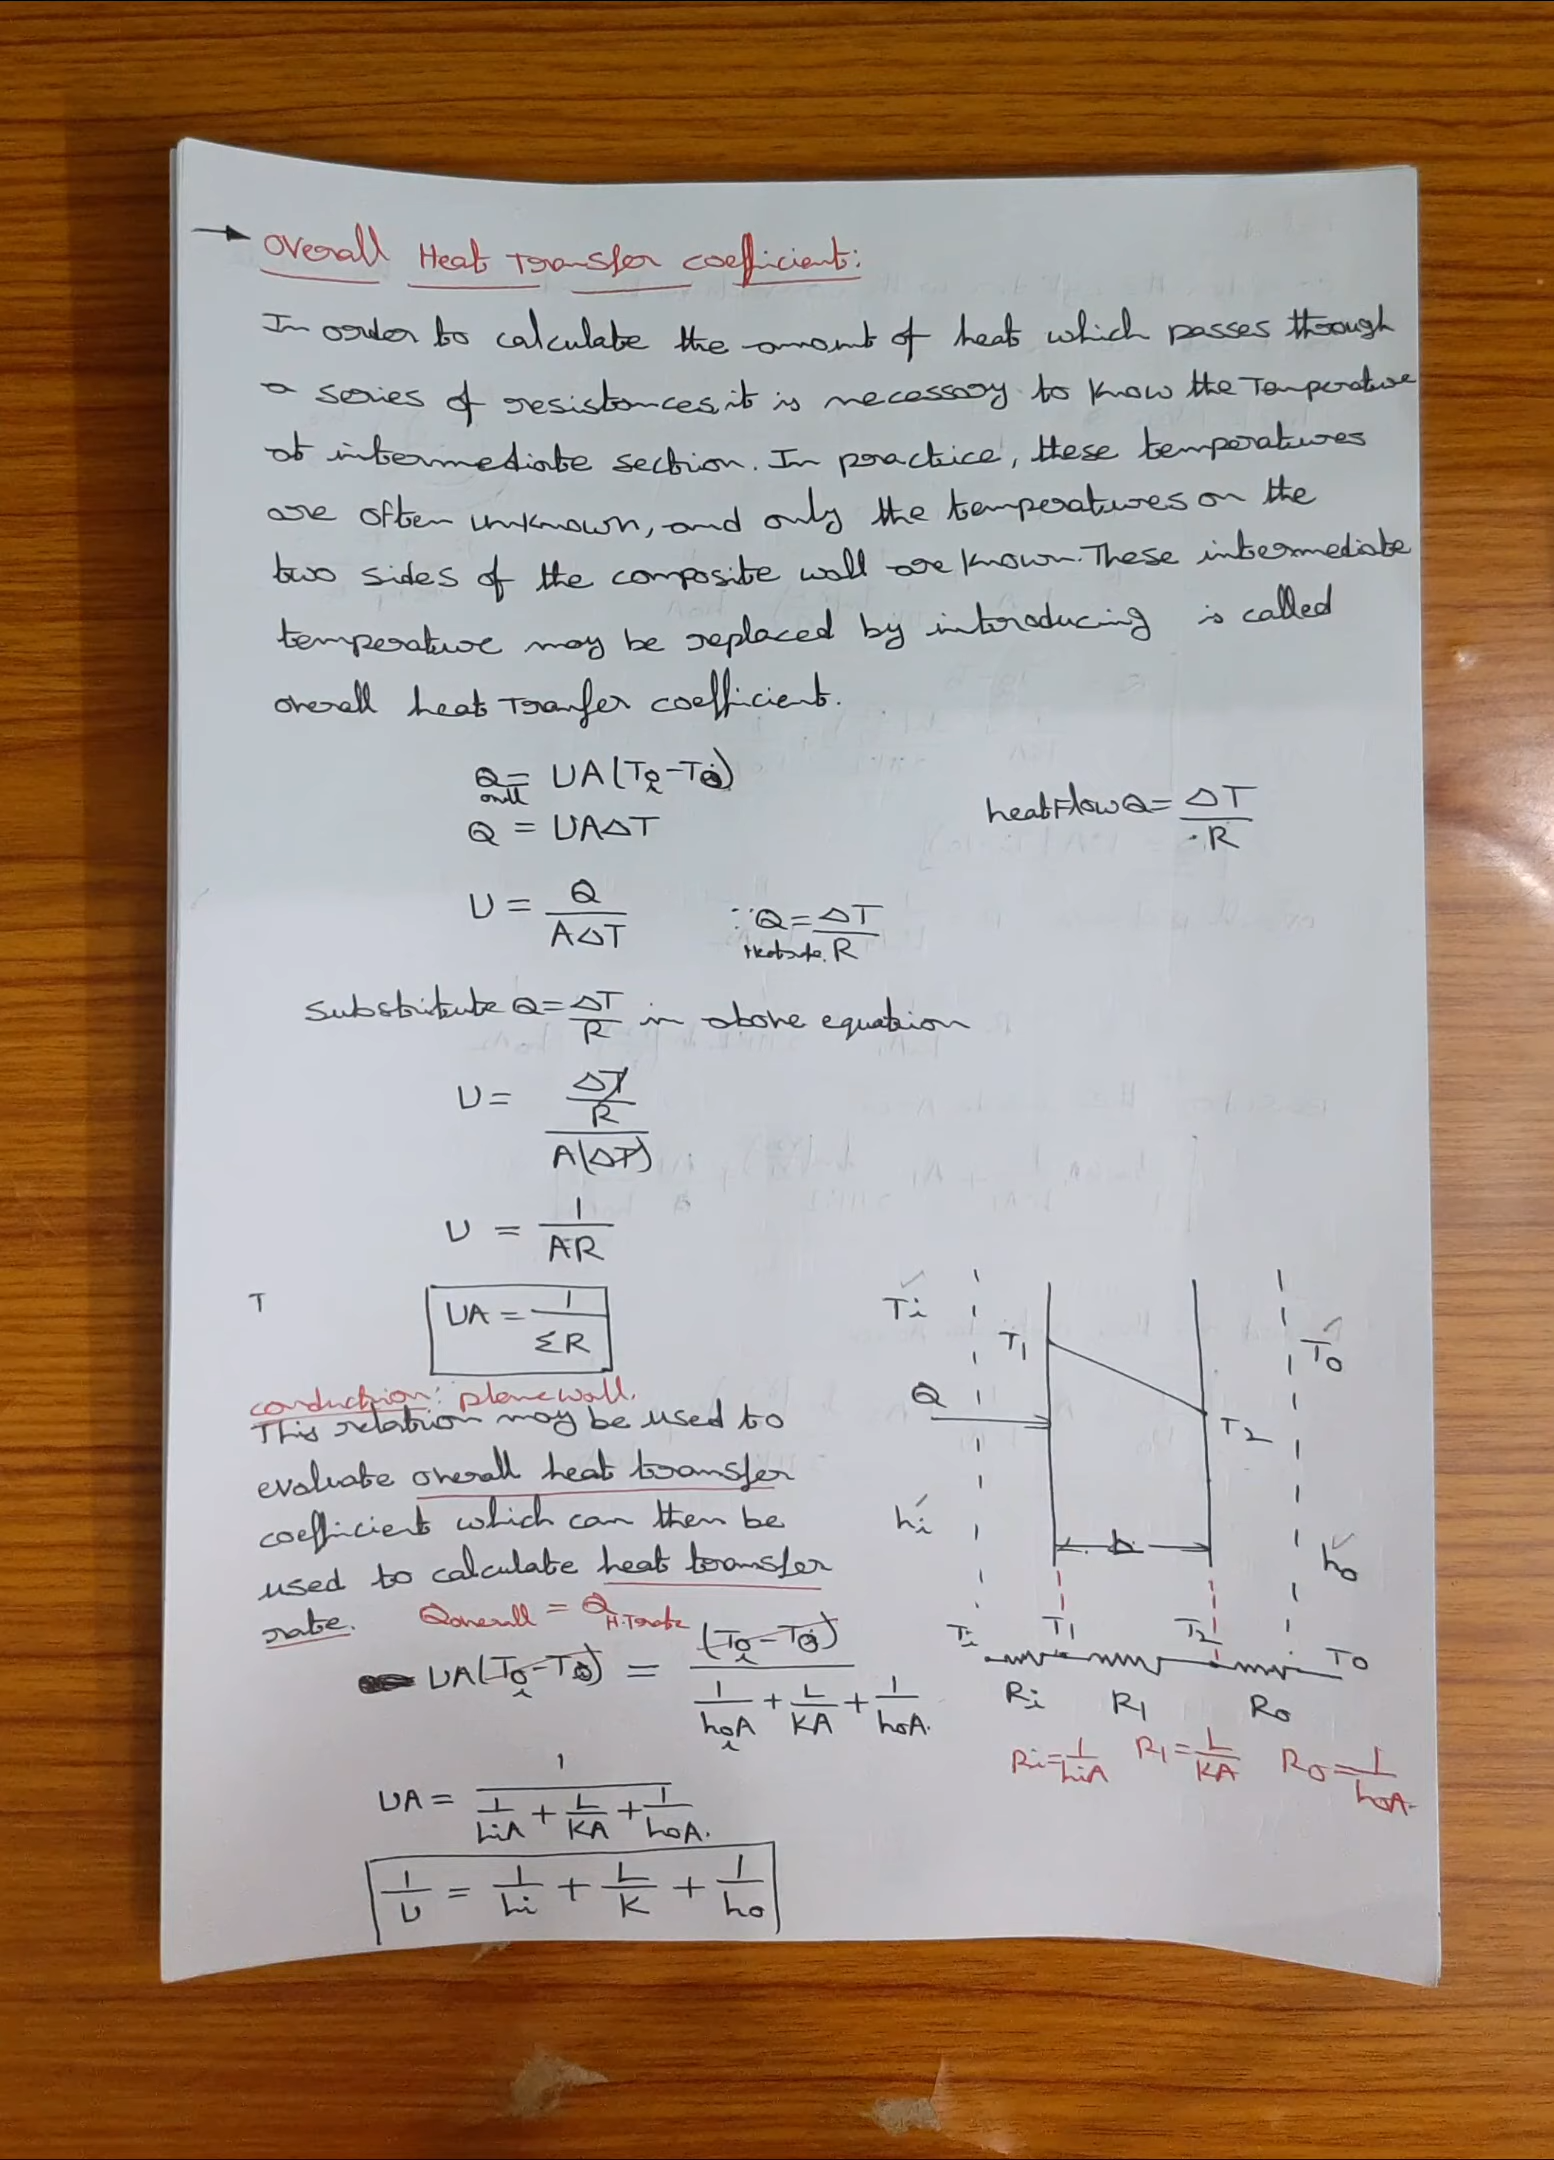 → Overall Heat Transfer coefficient:
In order to calculate the amount of heat which passes through
a series of resistances, it is necessary to know the Temperature
at intermediate section. In practice, these temperatures
are often unknown, and only the temperatures on the
two sides of the composite wall are known. These intermediate
temperature may be replaced by introducing is called
overall heat Tranfer coefficient.
Q = UA(Ti-To)
heat Flow Q = ΔT/R
Q = UAΔT
U = Q/AΔT
∵ Q = ΔT/R
Substitute Q = ΔT/R in above equation
U = (ΔT/R)/A(ΔT)
U = 1/AR
T
UA = 1/ΣR
conduction: plane wall.
This relation may be used to
evaluate overall heat transfer
coefficient which can then be
used to calculate heat transfer
rate. Qoverall = Q H.Trate
UA(Ti-To) = (Ti-To)/(1/hiA + L/KA + 1/hoA.)
UA = 1/(1/hiA + L/KA + 1/hoA.)
1/U = 1/hi + L/K + 1/ho
Ti
T1
To
Q
T2
hi
ho
Ti T1 T2 To
Ri R1 Ro
Ri = 1/hiA R1 = L/KA Ro = 1/hoA.